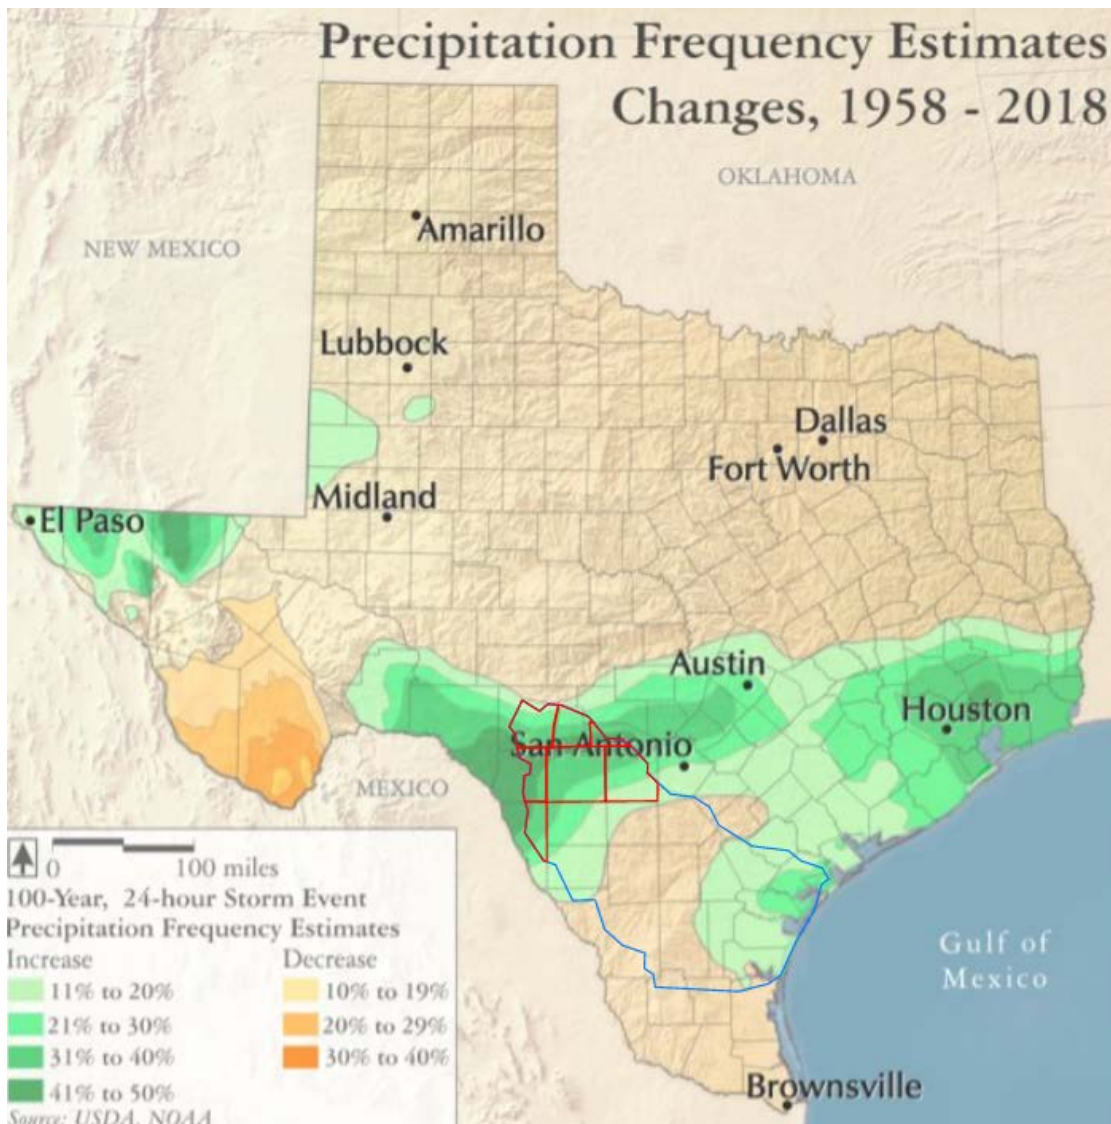 Precipitation Frequency Estimates
Changes, 1958 - 2018
OKLAHOMA
NEW MEXICO
Amarillo
Lubbock
Dallas
Fort Worth
Midland
El Paso
Austin
Houston
San Antonio
MEXICO
Gulf of
Mexico
Brownsville
0 100 miles
100-Year, 24-hour Storm Event
Precipitation Frequency Estimates
Increase Decrease
11% to 20% 10% to 19%
21% to 30% 20% to 29%
31% to 40% 30% to 40%
41% to 50%
Source: USDA, NOAA